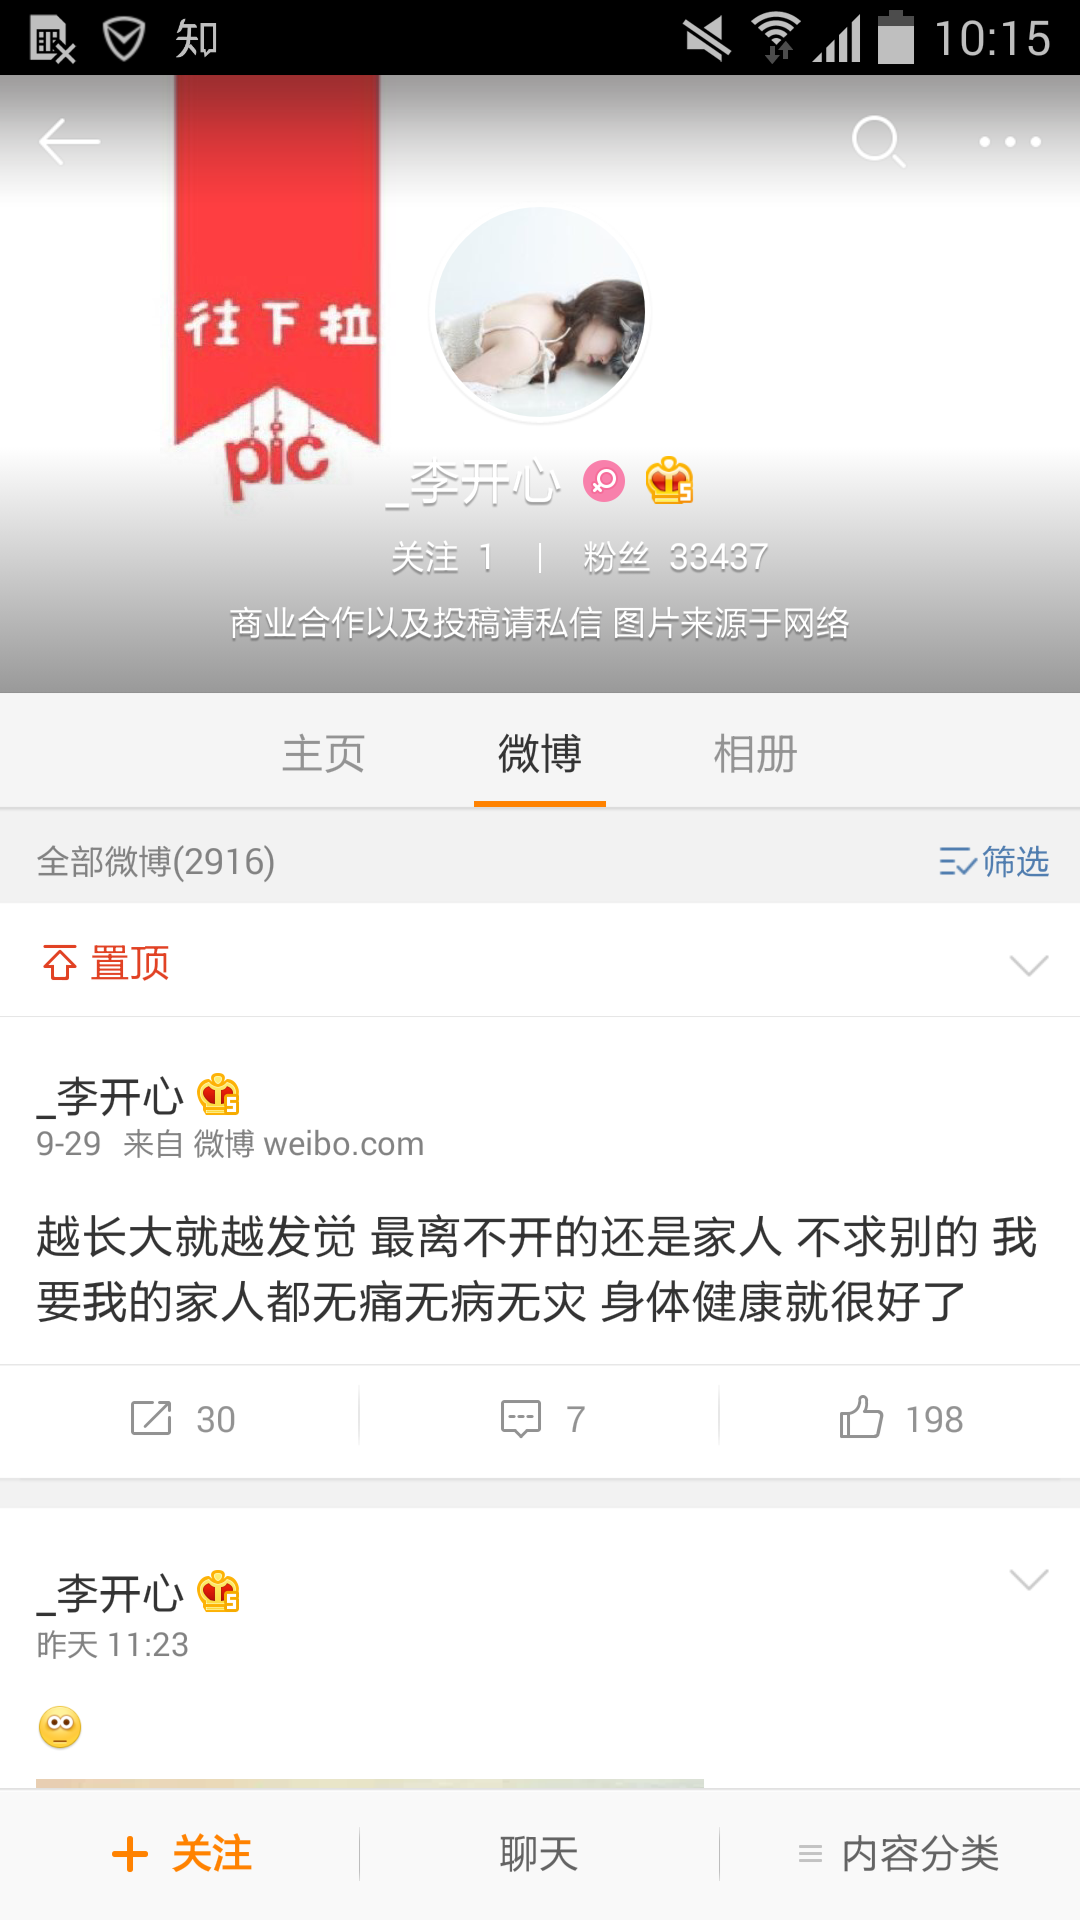 知 10:15
往下拉
pic
_李开心 5
关注 1 | 粉丝 33437
商业合作以及投稿请私信 图片来源于网络
主页 微博 相册
全部微博(2916) 筛选
置顶
_李开心 5
9-29 来自 微博 weibo.com
越长大就越发觉 最离不开的还是家人 不求别的 我
要我的家人都无痛无病无灾 身体健康就很好了
30 7 198
_李开心 5
昨天 11:23
+ 关注 聊天 内容分类